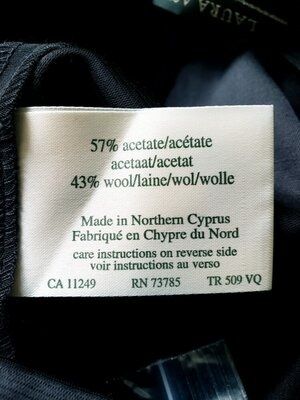 LAURA
57% acetate/acétate
acetaat/acetat
43% wool/laine/wol/wolle
Made in Northern Cyprus
Fabriqué en Chypre du Nord
care instructions on reverse side
voir instructions au verso
CA 11249 RN 73785 TR 509 VQ